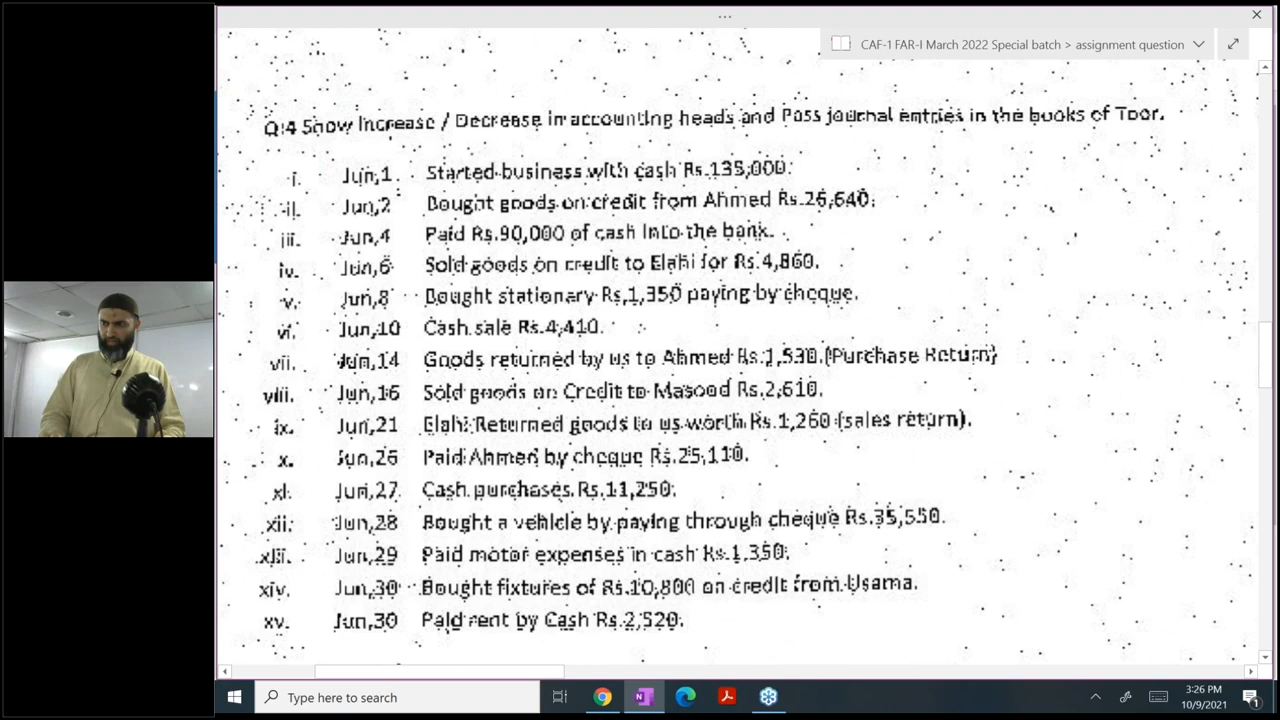 CAF-1 FAR-I March 2022 Special batch > assignment question
Q:4 Show Increase / Decrease in accounting heads and Pass journal entries in the books of Toor.
i. Jun,1 Started business with cash Rs.135,000.
ii. Jun,2 Bought goods on credit from Ahmed Rs.26,640.
iii. Jun,4 Paid Rs.90,000 of cash into the bank.
iv. Jun,6 Sold goods on credit to Elahi for Rs.4,860.
v. Jun,8 Bought stationary Rs,1,350 paying by cheque.
vi. Jun,10 Cash sale Rs.4,410.
vii. Jun,14 Goods returned by us to Ahmed Rs.1,530.(Purchase Return)
viii. Jun,16 Sold goods on Credit to Masood Rs.2,610.
ix. Jun,21 Elahi Returned goods to us worth Rs.1,260 (sales return).
x. Jun,26 Paid Ahmed by cheque Rs.25,110.
xi. Jun,27 Cash purchases Rs.11,250.
xii. Jun,28 Bought a vehicle by paying through cheque Rs.35,550.
xiii. Jun,29 Paid motor expenses in cash Rs.1,350.
xiv. Jun,30 Bought fixtures of Rs.10,800 on credit from Usama.
xv. Jun,30 Paid rent by Cash Rs.2,520.
Type here to search
3:26 PM
10/9/2021
1